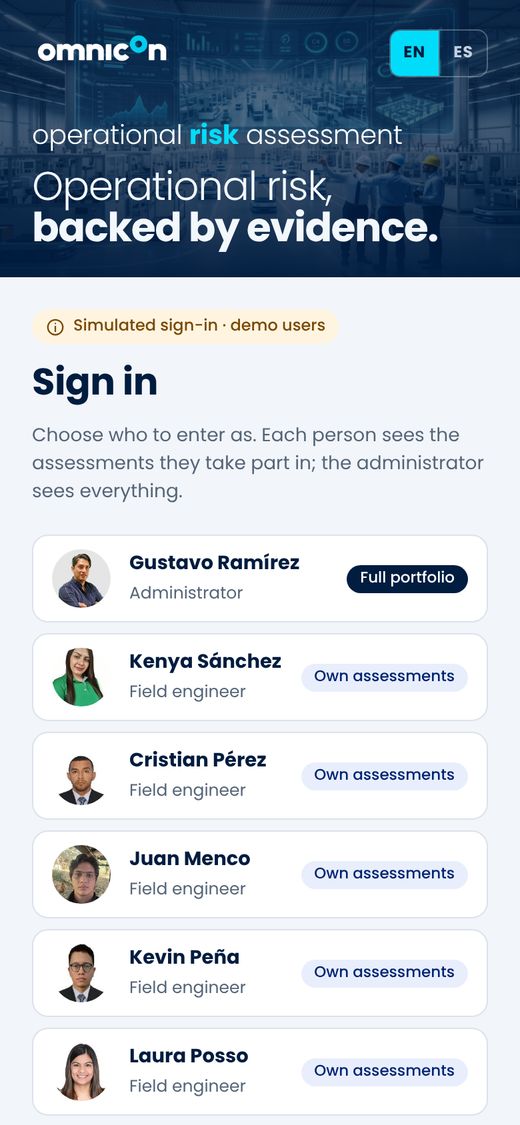 omnicon
EN
ES
operational risk assessment
Operational risk,
backed by evidence.
Simulated sign-in · demo users
Sign in
Choose who to enter as. Each person sees the
assessments they take part in; the administrator
sees everything.
Gustavo Ramírez
Administrator
Full portfolio
Kenya Sánchez
Field engineer
Own assessments
Cristian Pérez
Field engineer
Own assessments
Juan Menco
Field engineer
Own assessments
Kevin Peña
Field engineer
Own assessments
Laura Posso
Field engineer
Own assessments